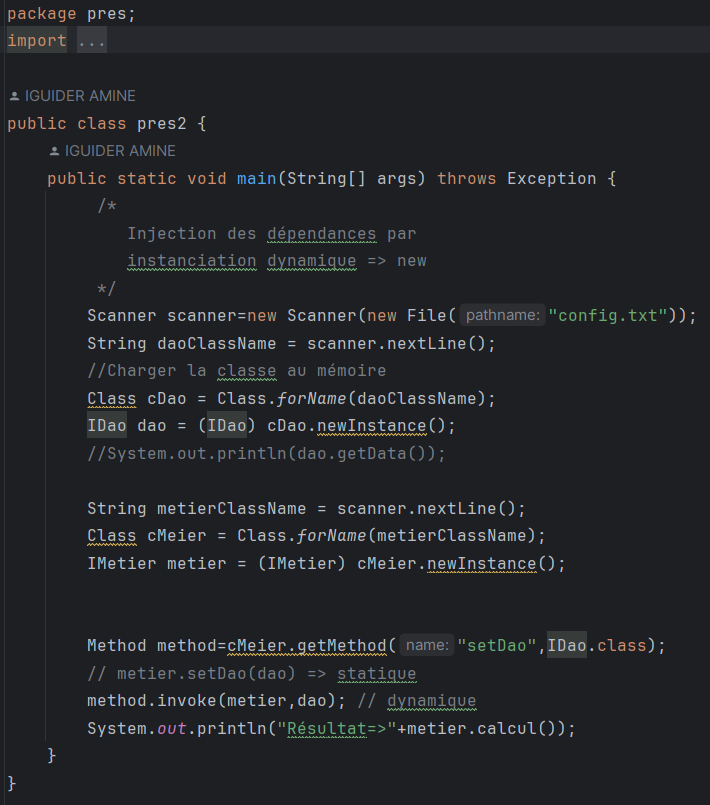 package pres;
import ...
IGUIDER AMINE
public class pres2 {
IGUIDER AMINE
public static void main(String[] args) throws Exception {
/*
Injection des dépendances par
instanciation dynamique => new
*/
Scanner scanner=new Scanner(new File( pathname: "config.txt"));
String daoClassName = scanner.nextLine();
//Charger la classe au mémoire
Class cDao = Class.forName(daoClassName);
IDao dao = (IDao) cDao.newInstance();
//System.out.println(dao.getData());
String metierClassName = scanner.nextLine();
Class cMeier = Class.forName(metierClassName);
IMetier metier = (IMetier) cMeier.newInstance();
Method method=cMeier.getMethod( name: "setDao",IDao.class);
// metier.setDao(dao) => statique
method.invoke(metier,dao); // dynamique
System.out.println("Résultat=>"+metier.calcul());
}
}